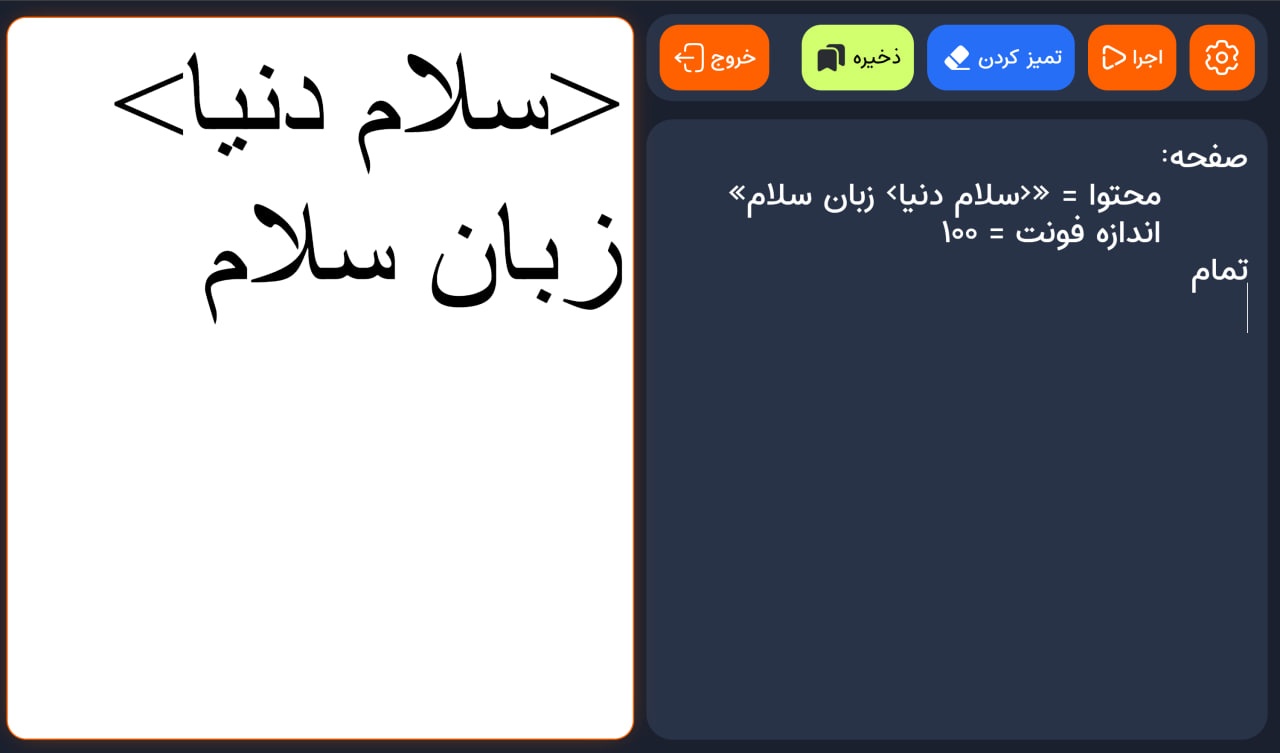 اجرا
تمیز کردن
ذخیره
خروج
صفحه:
محتوا = «<سلام دنیا> زبان سلام»
اندازه فونت = ۱۰۰
تمام
<سلام دنیا>
زبان سلام